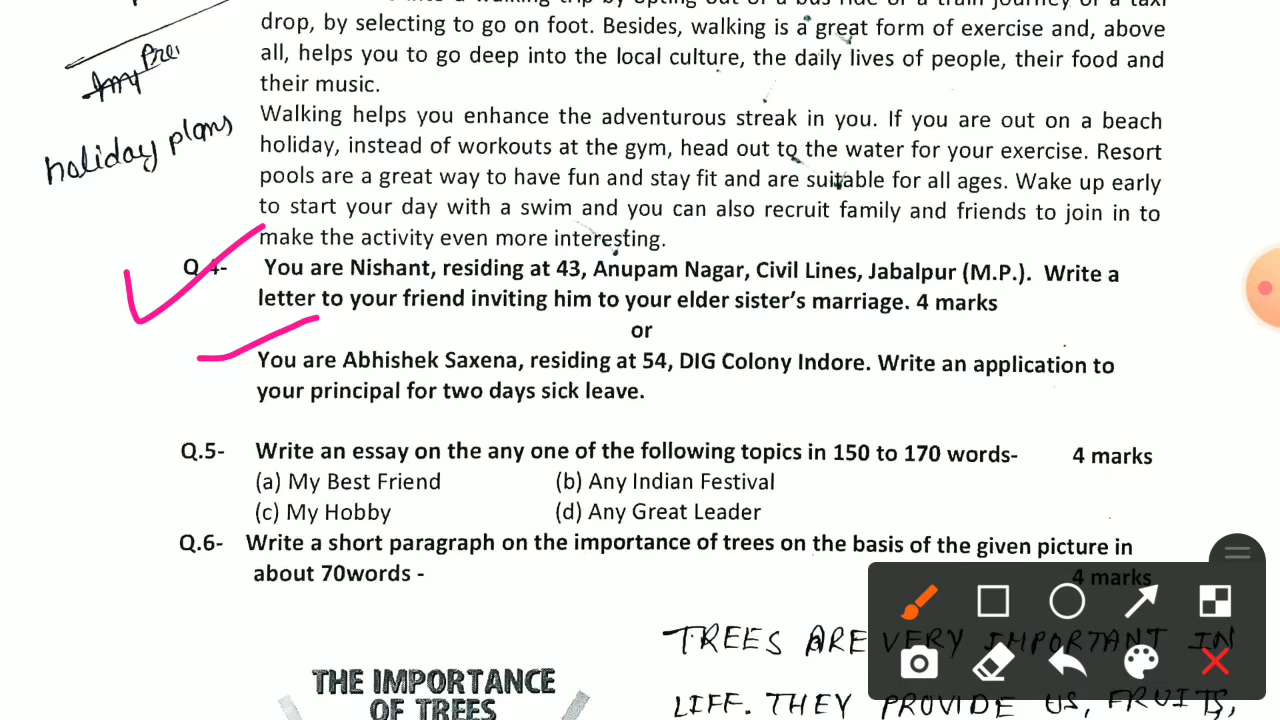 drop, by selecting to go on foot. Besides, walking is a great form of exercise and, above
all, helps you to go deep into the local culture, the daily lives of people, their food and
their music.
Walking helps you enhance the adventurous streak in you. If you are out on a beach
holiday, instead of workouts at the gym, head out to the water for your exercise. Resort
pools are a great way to have fun and stay fit and are suitable for all ages. Wake up early
to start your day with a swim and you can also recruit family and friends to join in to
make the activity even more interesting.
holiday plans
Q 4- You are Nishant, residing at 43, Anupam Nagar, Civil Lines, Jabalpur (M.P.). Write a
letter to your friend inviting him to your elder sister's marriage. 4 marks
or
You are Abhishek Saxena, residing at 54, DIG Colony Indore. Write an application to
your principal for two days sick leave.
Q.5- Write an essay on the any one of the following topics in 150 to 170 words- 4 marks
(a) My Best Friend (b) Any Indian Festival
(c) My Hobby (d) Any Great Leader
Q.6- Write a short paragraph on the importance of trees on the basis of the given picture in
about 70words - 4 marks
TREES ARE VERY IMPORTANT IN
LIFE. THEY PROVIDE US, FRUITS,
THE IMPORTANCE
OF TREES